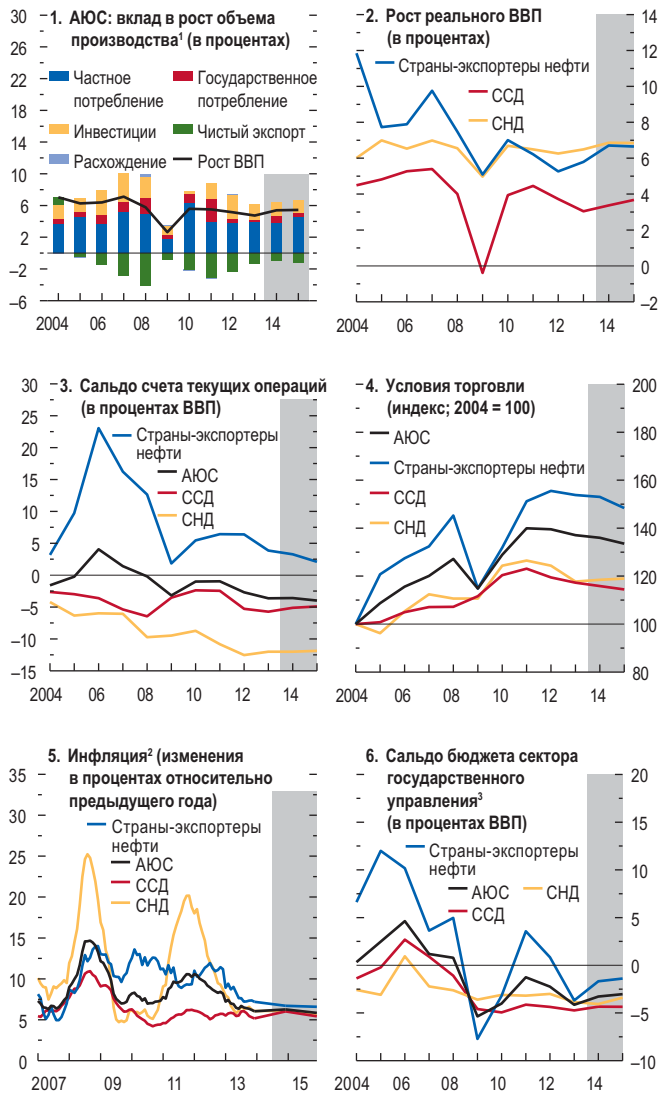 1. АЮС: вклад в рост объема
производства¹ (в процентах)
Частное
потребление
Государственное
потребление
Инвестиции
Чистый экспорт
Расхождение
Рост ВВП
30
26
22
18
14
10
6
2
–2
–6
2004 06 08 10 12 14
2. Рост реального ВВП
(в процентах)
Страны-экспортеры нефти
ССД
СНД
14
12
10
8
6
4
2
0
–2
2004 06 08 10 12 14
3. Сальдо счета текущих операций
(в процентах ВВП)
Страны-экспортеры
нефти
АЮС
ССД
СНД
30
25
20
15
10
5
0
–5
–10
–15
2004 06 08 10 12 14
4. Условия торговли
(индекс; 2004 = 100)
АЮС
Страны-экспортеры нефти
ССД
СНД
200
180
160
140
120
100
80
2004 06 08 10 12 14
5. Инфляция² (изменения
в процентах относительно
предыдущего года)
Страны-экспортеры
нефти
АЮС
ССД
СНД
35
30
25
20
15
10
5
0
2007 09 11 13 15
6. Сальдо бюджета сектора
государственного
управления³
(в процентах ВВП)
Страны-экспортеры
нефти
АЮС
СНД
ССД
20
15
10
5
0
–5
–10
2004 06 08 10 12 14